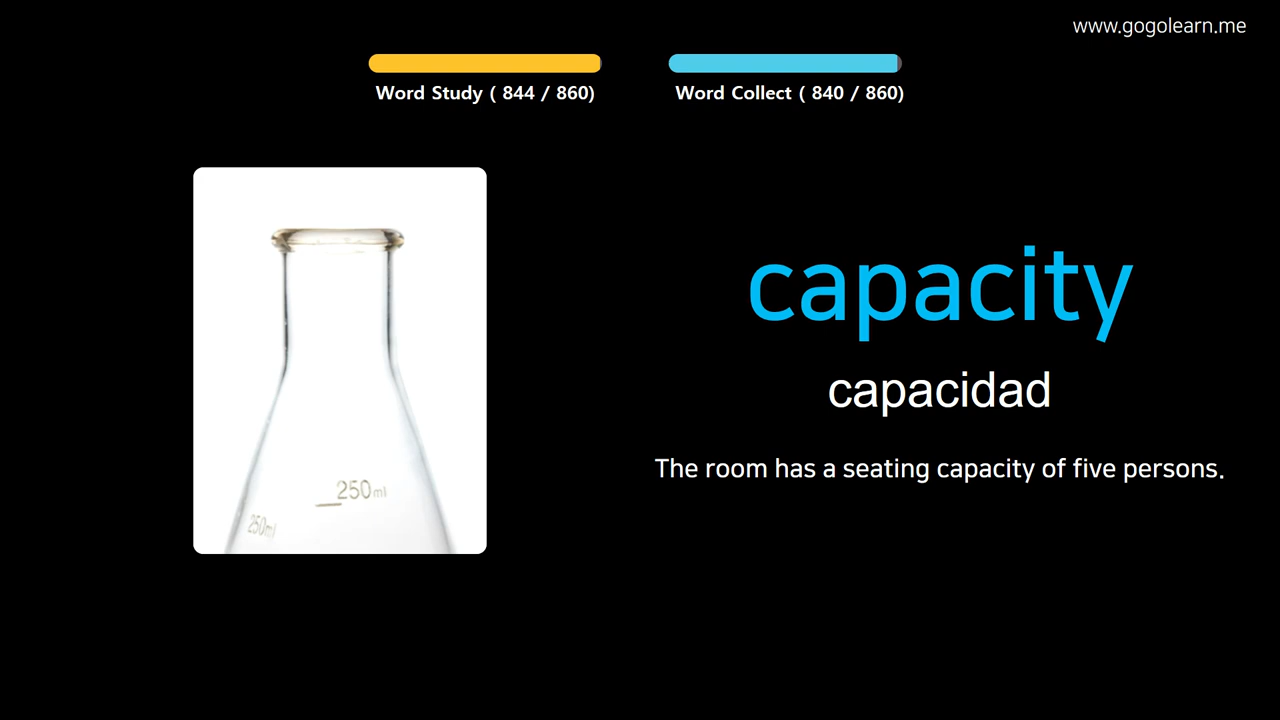 www.gogolearn.me
Word Study ( 844 / 860)
Word Collect ( 840 / 860)
250ml
250ml
capacity
capacidad
The room has a seating capacity of five persons.